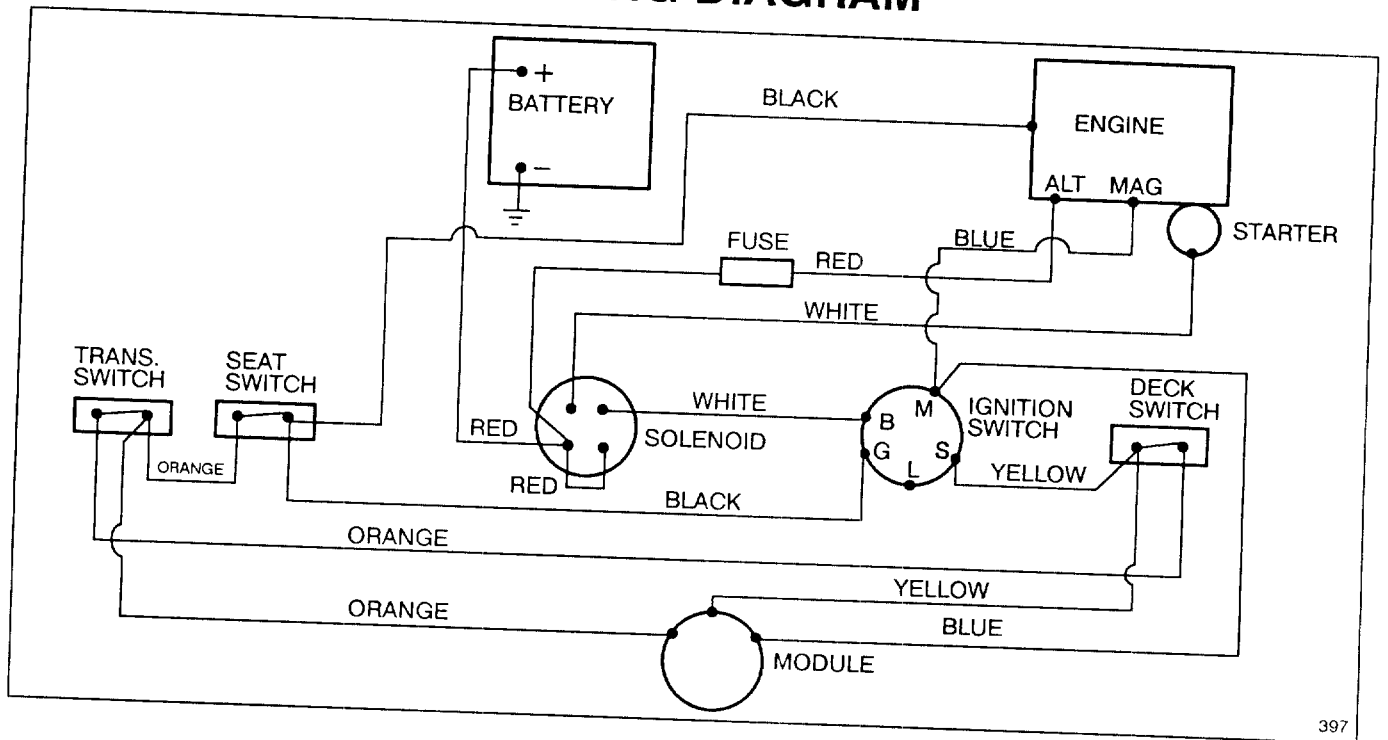 DIAGRAM
+
BATTERY
−
BLACK
ENGINE
ALT MAG
STARTER
FUSE
RED
BLUE
WHITE
TRANS.
SWITCH
SEAT
SWITCH
ORANGE
RED
SOLENOID
RED
WHITE
B
M
G
S
L
IGNITION
SWITCH
DECK
SWITCH
YELLOW
BLACK
ORANGE
YELLOW
ORANGE
BLUE
MODULE
397